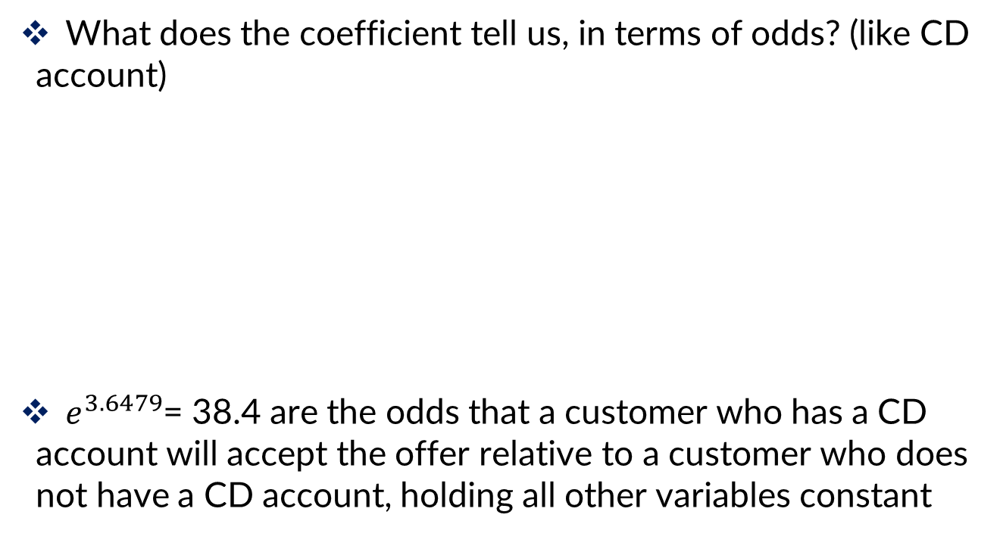 ❖ What does the coefficient tell us, in terms of odds? (like CD
account)
❖ e^3.6479= 38.4 are the odds that a customer who has a CD
account will accept the offer relative to a customer who does
not have a CD account, holding all other variables constant